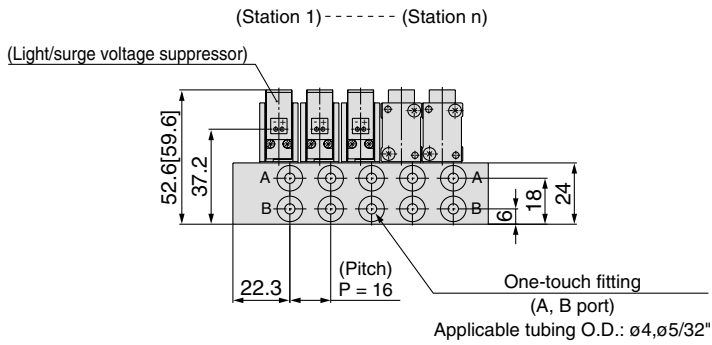 (Station 1)------- (Station n)
(Light/surge voltage suppressor)
52.6[59.6]
37.2
A
A
B
B
6
18
24
22.3
(Pitch)
P = 16
One-touch fitting
(A, B port)
Applicable tubing O.D.: ø4,ø5/32"